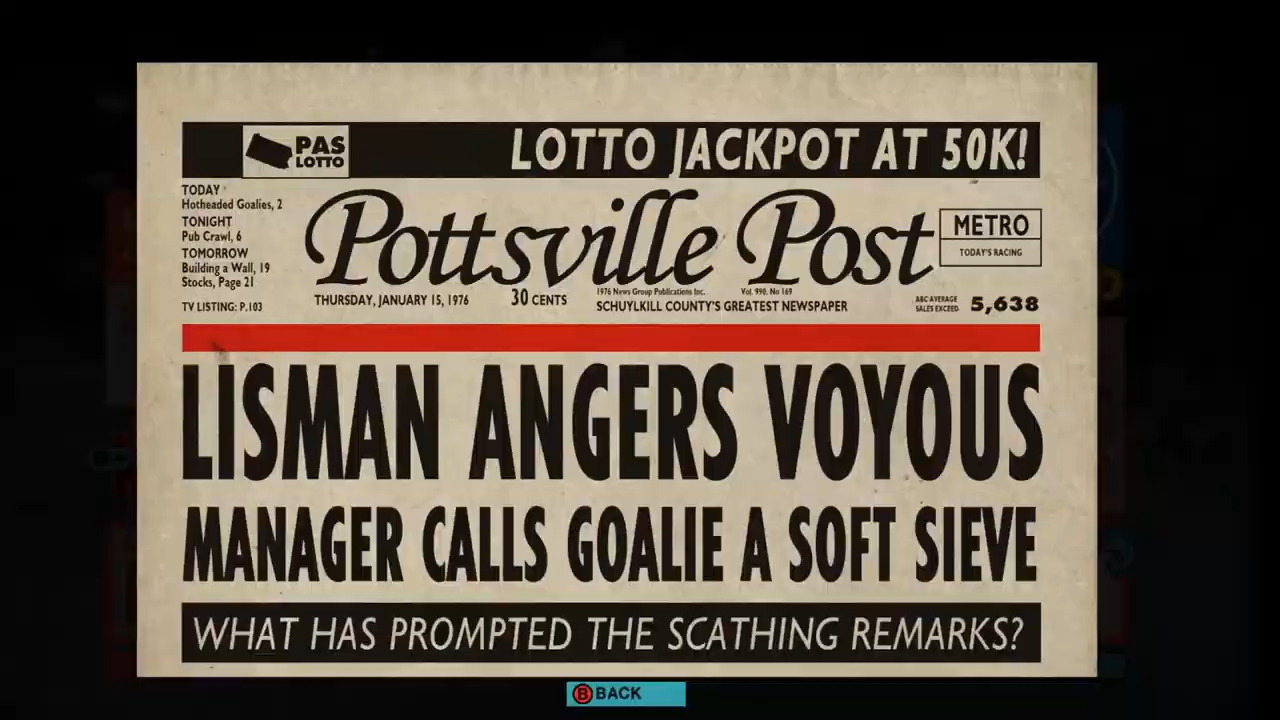 PAS
LOTTO
LOTTO JACKPOT AT 50K!
TODAY
Hotheaded Goalies, 2
TONIGHT
Pub Crawl, 6
TOMORROW
Building a Wall, 19
Stocks, Page 21
TV LISTING: P.103
Pottsville Post
METRO
TODAY'S RACING
THURSDAY, JANUARY 15, 1976
30 CENTS
1976 News Group Publications Inc.
Vol. 990. No 169
SCHUYLKILL COUNTY'S GREATEST NEWSPAPER
ABC AVERAGE
SALES EXCEED
5,638
LISMAN ANGERS VOYOUS
MANAGER CALLS GOALIE A SOFT SIEVE
WHAT HAS PROMPTED THE SCATHING REMARKS?
B BACK